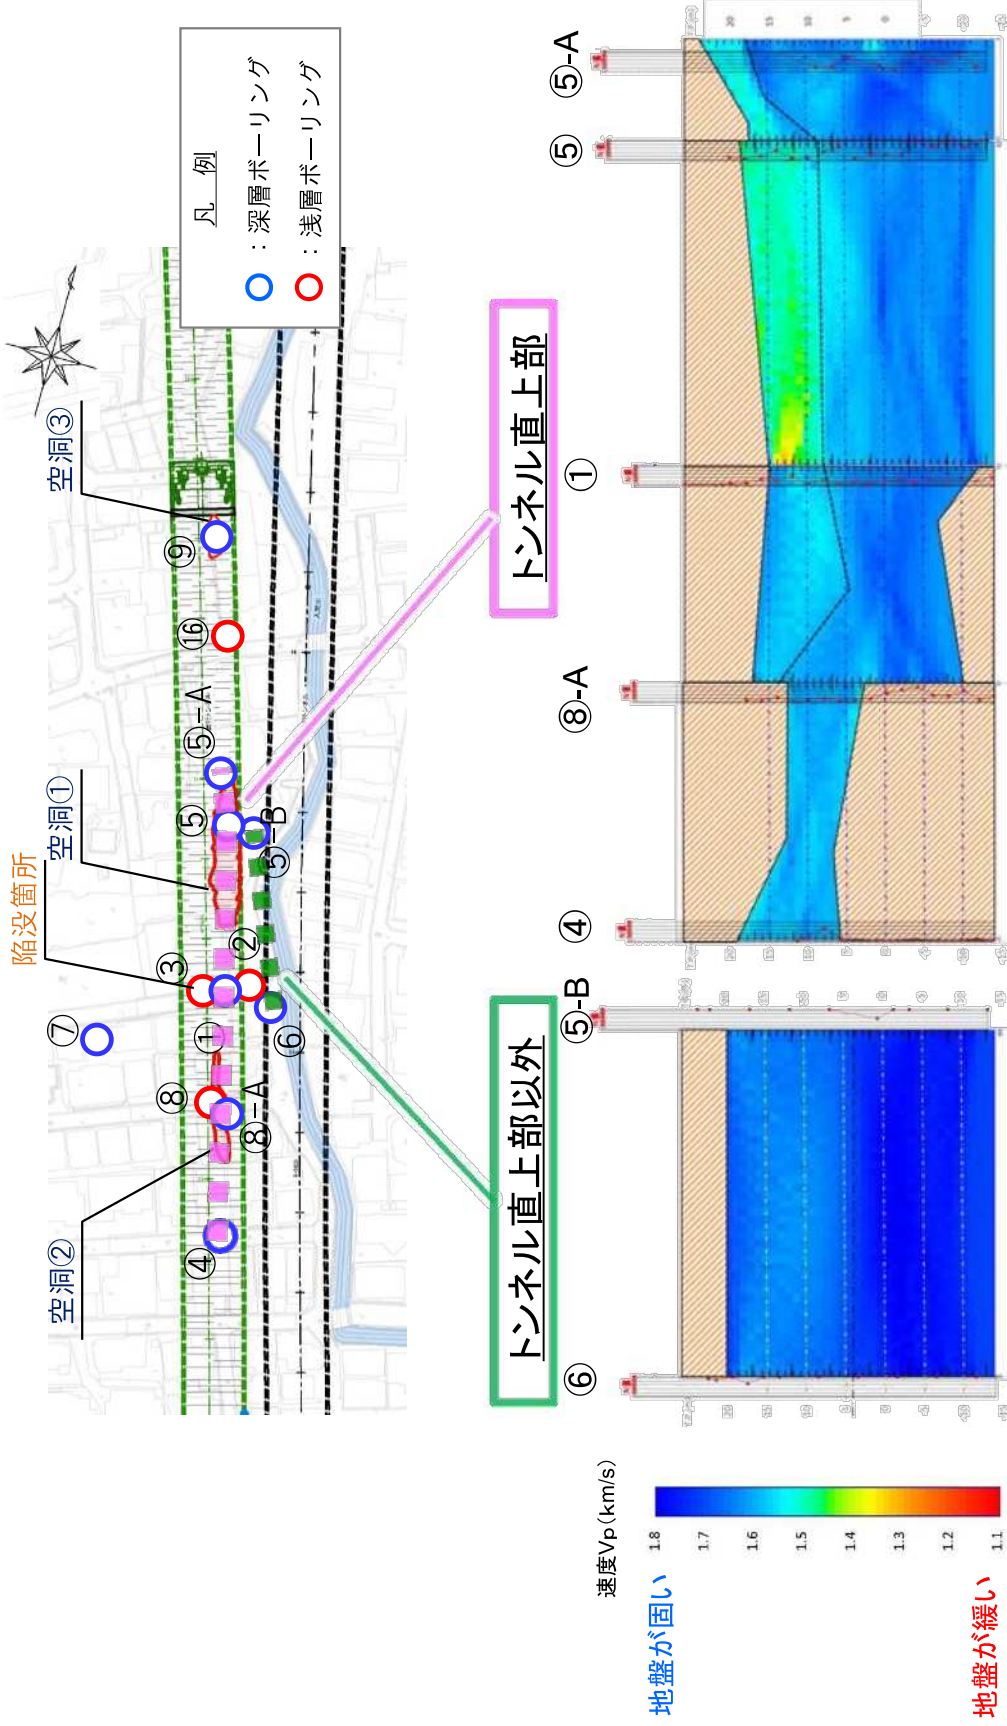 凡 例
：深層ボーリング
：浅層ボーリング
陥没箇所
空洞②
空洞①
空洞③
⑦
④
⑧
⑧-A
①
③
②
⑥
⑤
⑤-A
⑤-B
⑯
⑨
トンネル直上部以外
トンネル直上部
⑥
⑤-B
④
⑧-A
①
⑤
⑤-A
速度Vp(km/s)
地盤が固い
1.8
1.7
1.6
1.5
1.4
1.3
1.2
1.1
地盤が緩い